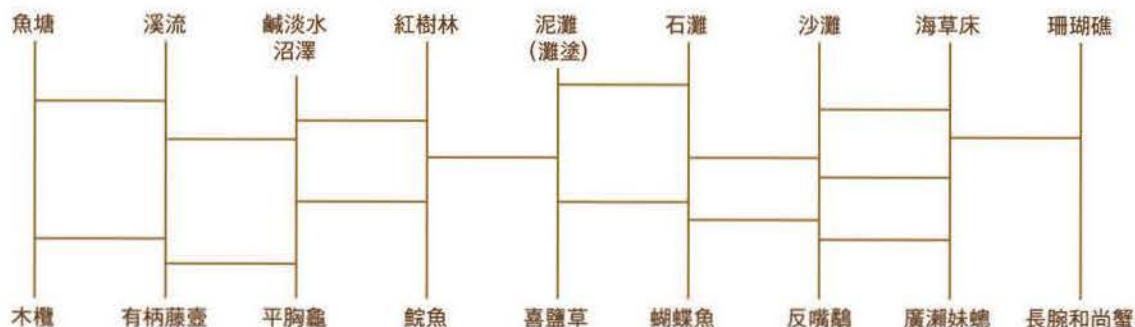 魚塘 溪流 鹹淡水 紅樹林 泥灘 石灘 沙灘 海草床 珊瑚礁
沼澤 (灘塗)
木欖 有柄藤壺 平胸龜 鯇魚 喜鹽草 蝴蝶魚 反嘴鷸 廣瀨妹蟌 長腕和尚蟹